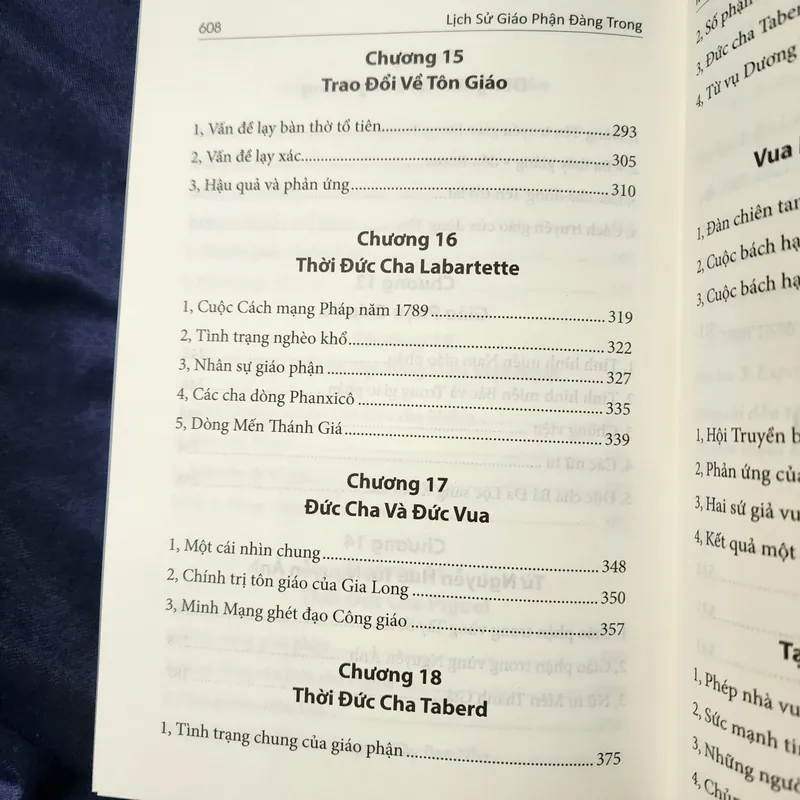 608
Lịch Sử Giáo Phận Đàng Trong
Chương 15
Trao Đổi Về Tôn Giáo
1, Vấn đề lạy bàn thờ tổ tiên...293
2, Vấn đề lạy xác...305
3, Hậu quả và phản ứng...310
Chương 16
Thời Đức Cha Labartette
1, Cuộc Cách mạng Pháp năm 1789...319
2, Tình trạng nghèo khổ...322
3, Nhân sự giáo phận...327
4, Các cha dòng Phanxicô...335
5, Dòng Mến Thánh Giá...339
Chương 17
Đức Cha Và Đức Vua
1, Một cái nhìn chung...348
2, Chính trị tôn giáo của Gia Long...350
3, Minh Mạng ghét đạo Công giáo...357
Chương 18
Thời Đức Cha Taberd
1, Tình trạng chung của giáo phận...375
2, Số phận
3, Đức cha Taber
4, Từ vụ Dương
Vua
1, Đàn chiên tan
2, Cuộc bách hạ
3, Cuộc bách hạ
1, Hội Truyền b
2, Phản ứng củ
3, Hai sứ giả vu
4, Kết quả một
1, Phép nhà vu
2, Sức mạnh tin
3, Những ngườ